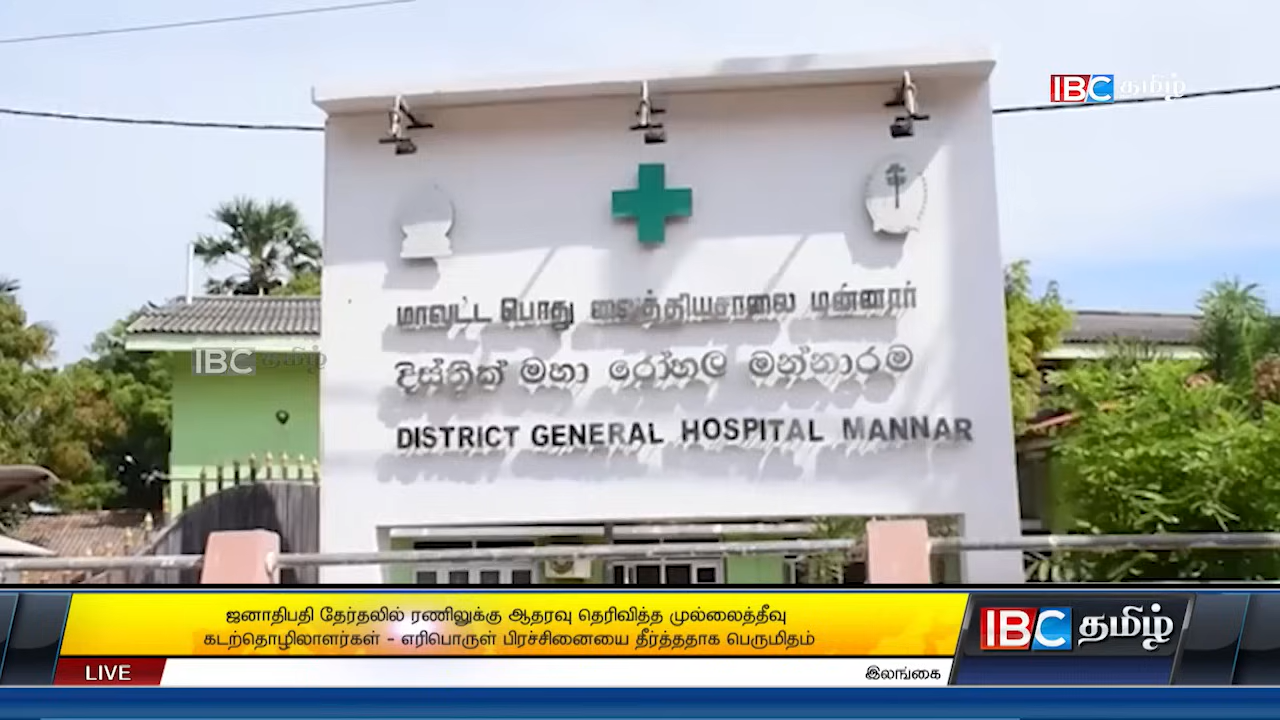 IBC தமிழ்
மாவட்ட பொது வைத்தியசாலை மன்னார்
දිස්ත්‍රික් මහා රෝහල මන්නාරම
IBC தமிழ்
DISTRICT GENERAL HOSPITAL MANNAR
ஜனாதிபதி தேர்தலில் ரணிலுக்கு ஆதரவு தெரிவித்த முல்லைத்தீவு
கடற்தொழிலாளர்கள் - எரிபொருள் பிரச்சினையை தீர்த்ததாக பெருமிதம்
IBC தமிழ்
LIVE
இலங்கை